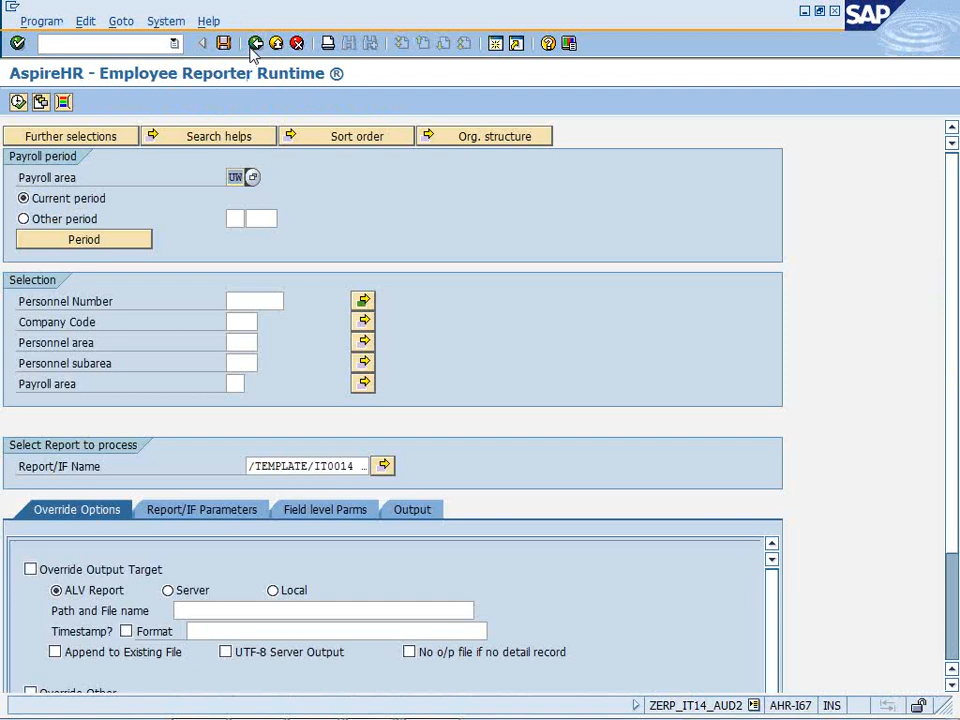 Program Edit Goto System Help
SAP
AspireHR - Employee Reporter Runtime ®
Further selections Search helps Sort order Org. structure
Payroll period
Payroll area UW
Current period
Other period
Period
Selection
Personnel Number
Company Code
Personnel area
Personnel subarea
Payroll area
Select Report to process
Report/IF Name /TEMPLATE/IT0014 …
Override Options Report/IF Parameters Field level Parms Output
Override Output Target
ALV Report Server Local
Path and File name
Timestamp? Format
Append to Existing File UTF-8 Server Output No o/p file if no detail record
Override Other
ZERP_IT14_AUD2 AHR-I67 INS